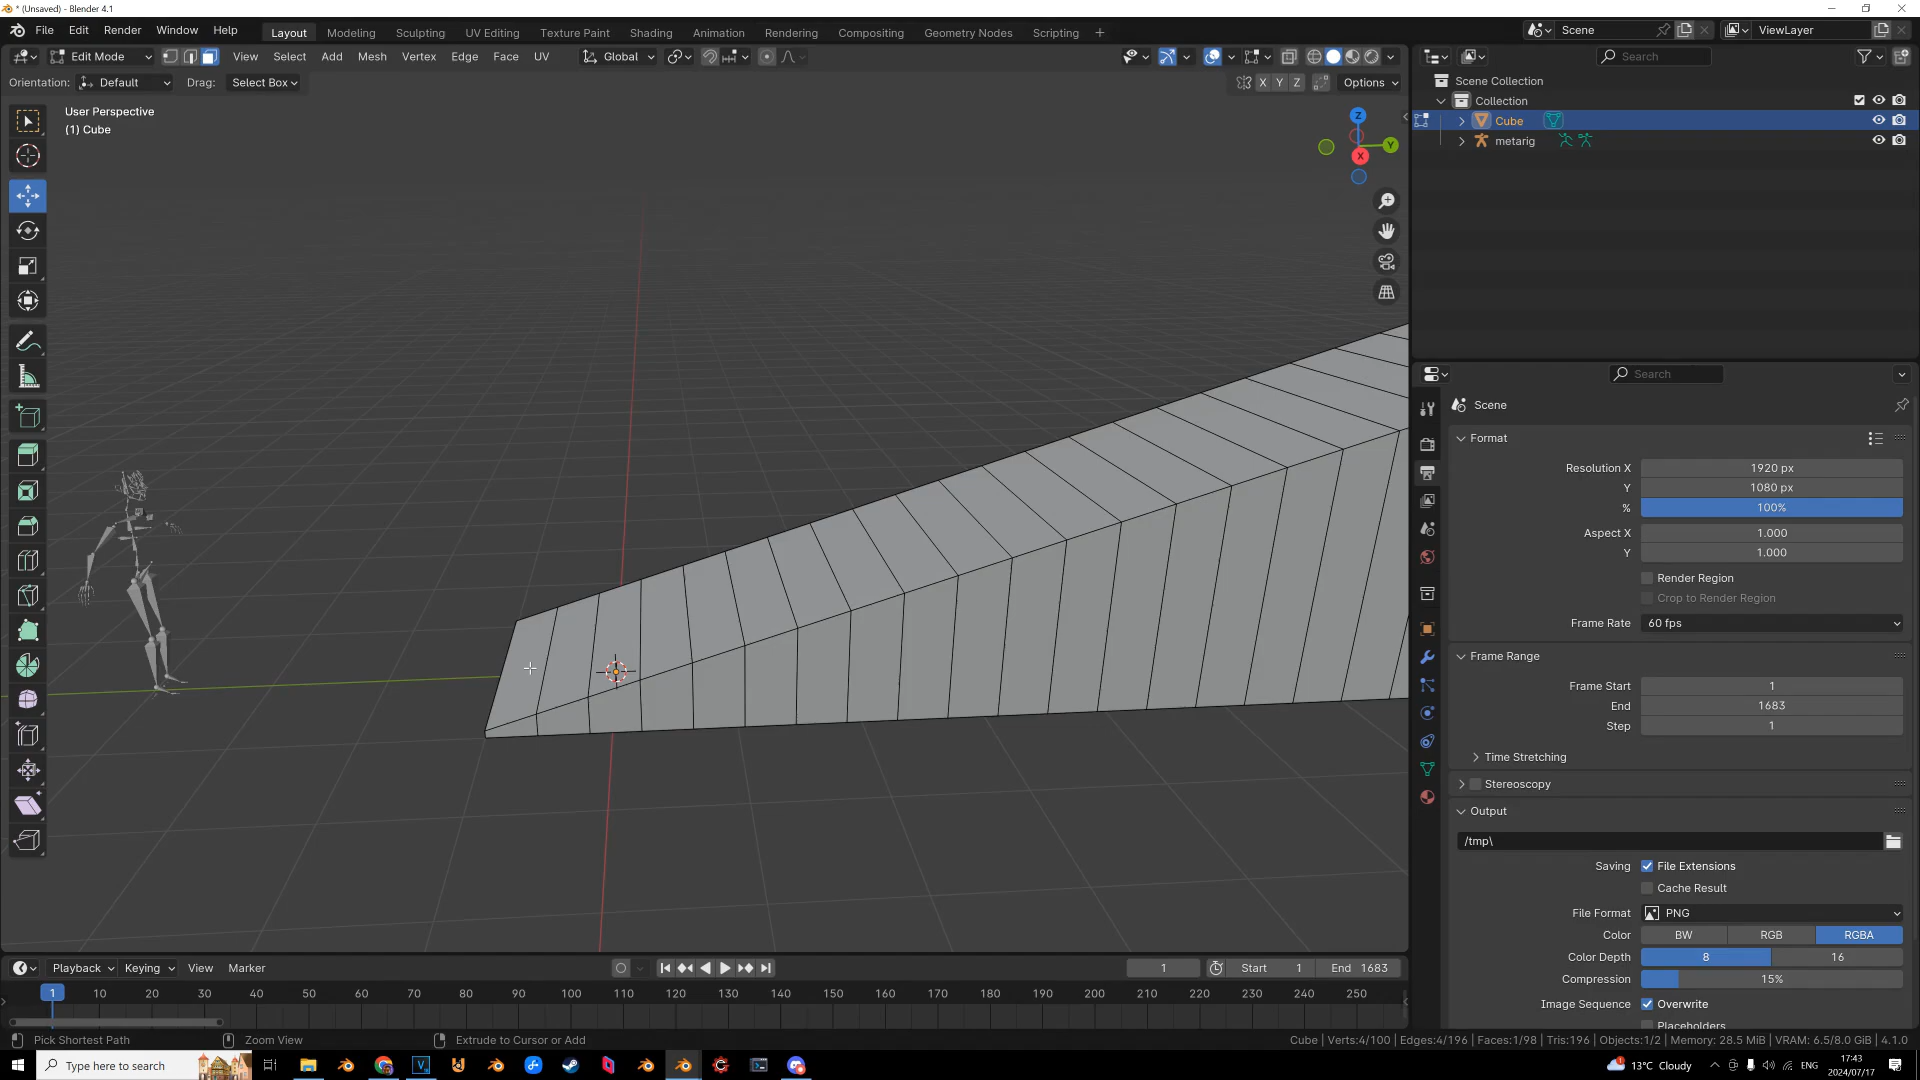 * (Unsaved) - Blender 4.1
File Edit Render Window Help
Layout Modeling Sculpting UV Editing Texture Paint Shading Animation Rendering Compositing Geometry Nodes Scripting
Scene
ViewLayer
Edit Mode View Select Add Mesh Vertex Edge Face UV
Global
Search
Orientation: Default Drag: Select Box
X Y Z Options
User Perspective
(1) Cube
Z
Y
X
Scene Collection
Collection
Cube
metarig
Search
Scene
Format
Resolution X 1920 px
Y 1080 px
% 100%
Aspect X 1.000
Y 1.000
Render Region
Crop to Render Region
Frame Rate 60 fps
Frame Range
Frame Start 1
End 1683
Step 1
Time Stretching
Stereoscopy
Output
/tmp\
Saving File Extensions
Cache Result
File Format PNG
Color BW RGB RGBA
Color Depth 8 16
Compression 15%
Image Sequence Overwrite
Placeholders
Playback Keying View Marker
1 Start 1 End 1683
1 10 20 30 40 50 60 70 80 90 100 110 120 130 140 150 160 170 180 190 200 210 220 230 240 250
Pick Shortest Path Zoom View Extrude to Cursor or Add
Cube | Verts:4/100 | Edges:4/196 | Faces:1/98 | Tris:196 | Objects:1/2 | Memory: 28.5 MiB | VRAM: 6.5/8.0 GiB | 4.1.0
Type here to search
13°C Cloudy
ENG
17:43
2024/07/17